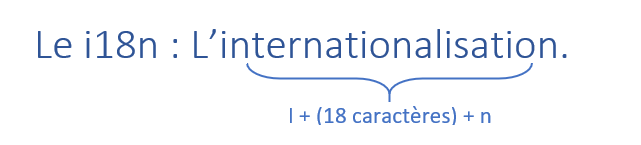 Le i18n : L’internationalisation.
I + (18 caractères) + n